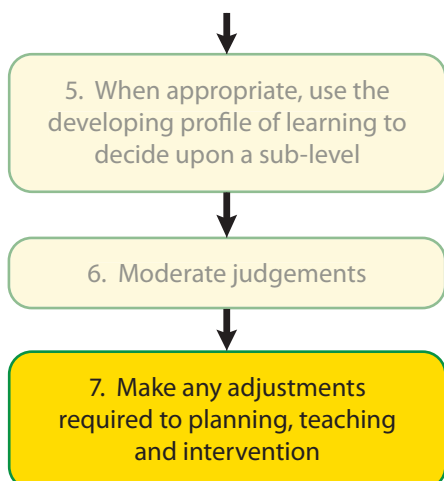 5. When appropriate, use the
developing profile of learning to
decide upon a sub-level
6. Moderate judgements
7. Make any adjustments
required to planning, teaching
and intervention